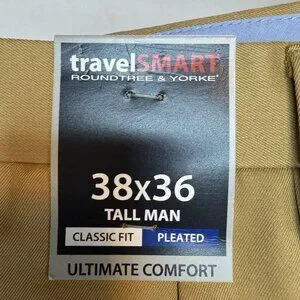 travelSMART
ROUNDTREE & YORKE
38x36
TALL MAN
CLASSIC FIT PLEATED
ULTIMATE COMFORT